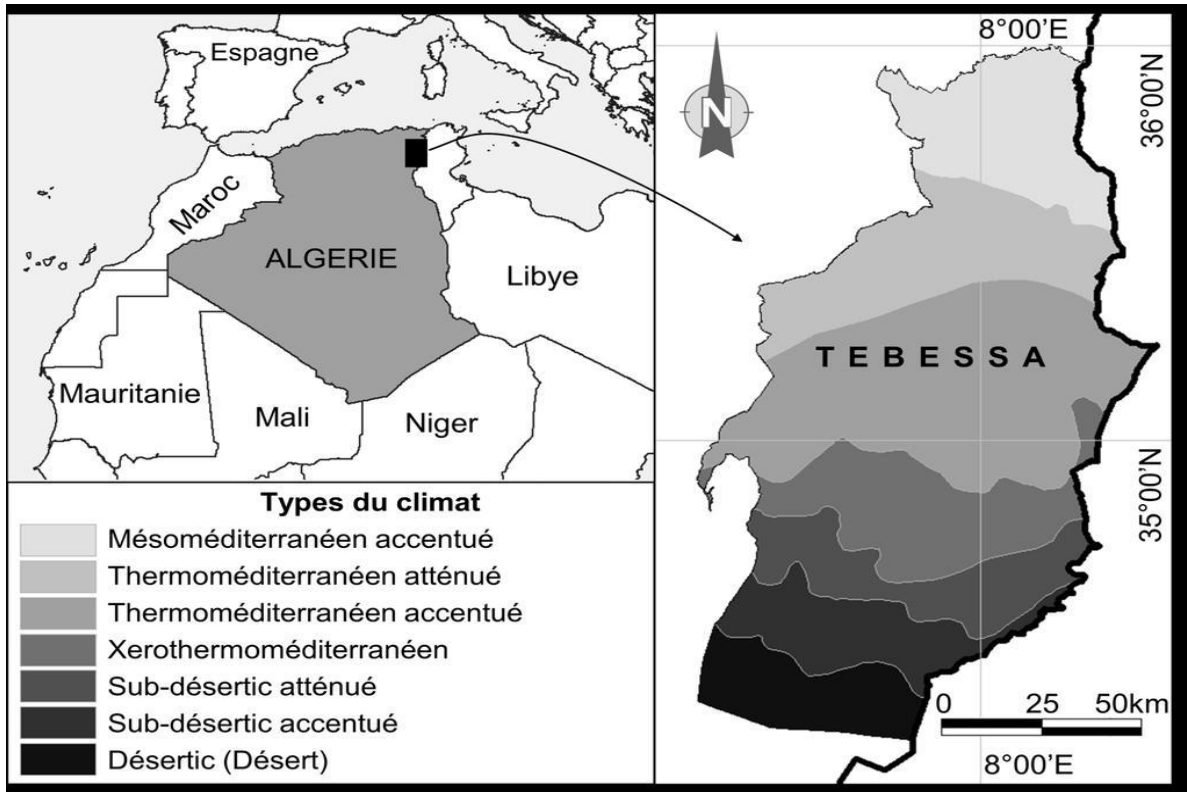 Espagne
Maroc
ALGERIE
Libye
Mauritanie
Mali
Niger
Types du climat
Mésoméditerranéen accentué
Thermoméditerranéen atténué
Thermoméditerranéen accentué
Xerothermoméditerranéen
Sub-désertic atténué
Sub-désertic accentué
Désertic (Désert)
8°00'E
N
36°00'N
TEBESSA
35°00'N
0 25 50km
8°00'E